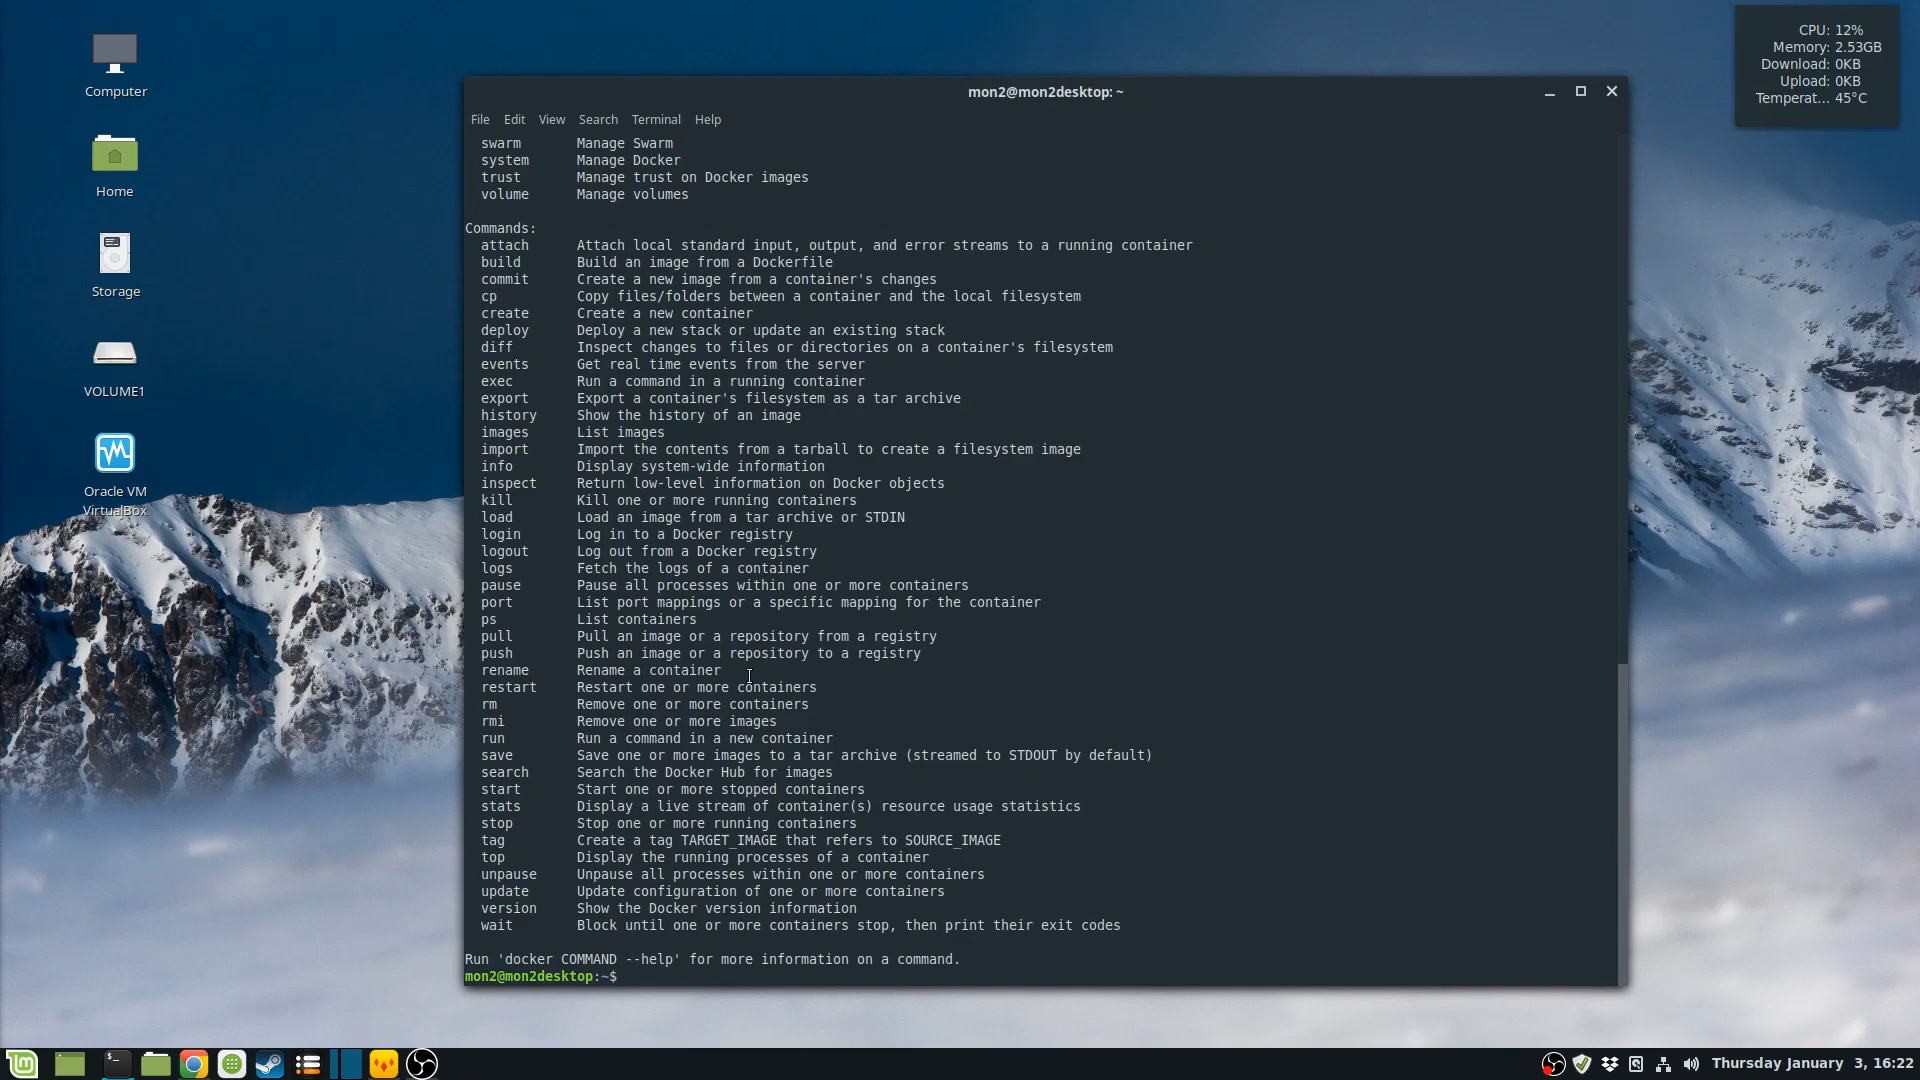 Computer
Home
Storage
VOLUME1
Oracle VM
VirtualBox
CPU: 12%
Memory: 2.53GB
Download: 0KB
Upload: 0KB
Temperat... 45°C
mon2@mon2desktop: ~
File Edit View Search Terminal Help
swarm Manage Swarm
system Manage Docker
trust Manage trust on Docker images
volume Manage volumes
Commands:
attach Attach local standard input, output, and error streams to a running container
build Build an image from a Dockerfile
commit Create a new image from a container's changes
cp Copy files/folders between a container and the local filesystem
create Create a new container
deploy Deploy a new stack or update an existing stack
diff Inspect changes to files or directories on a container's filesystem
events Get real time events from the server
exec Run a command in a running container
export Export a container's filesystem as a tar archive
history Show the history of an image
images List images
import Import the contents from a tarball to create a filesystem image
info Display system-wide information
inspect Return low-level information on Docker objects
kill Kill one or more running containers
load Load an image from a tar archive or STDIN
login Log in to a Docker registry
logout Log out from a Docker registry
logs Fetch the logs of a container
pause Pause all processes within one or more containers
port List port mappings or a specific mapping for the container
ps List containers
pull Pull an image or a repository from a registry
push Push an image or a repository to a registry
rename Rename a container
restart Restart one or more containers
rm Remove one or more containers
rmi Remove one or more images
run Run a command in a new container
save Save one or more images to a tar archive (streamed to STDOUT by default)
search Search the Docker Hub for images
start Start one or more stopped containers
stats Display a live stream of container(s) resource usage statistics
stop Stop one or more running containers
tag Create a tag TARGET_IMAGE that refers to SOURCE_IMAGE
top Display the running processes of a container
unpause Unpause all processes within one or more containers
update Update configuration of one or more containers
version Show the Docker version information
wait Block until one or more containers stop, then print their exit codes
Run 'docker COMMAND --help' for more information on a command.
mon2@mon2desktop:~$
Thursday January 3, 16:22